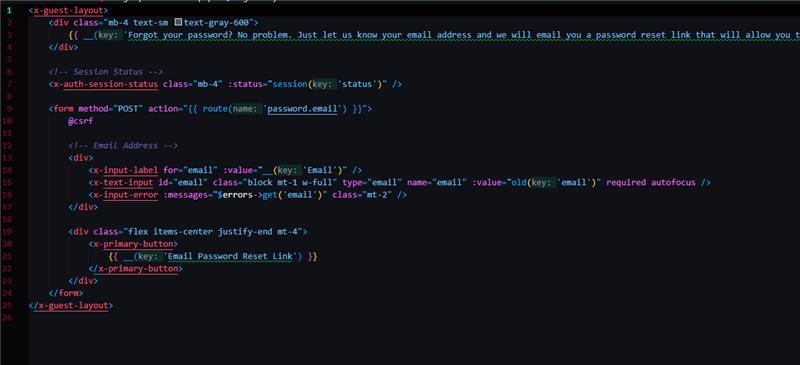 1 <x-guest-layout>
2 <div class="mb-4 text-sm text-gray-600">
3 {{ __(key: 'Forgot your password? No problem. Just let us know your email address and we will email you a password reset link that will allow you t
4 </div>
5
6 <!-- Session Status -->
7 <x-auth-session-status class="mb-4" :status="session(key: 'status')" />
8
9 <form method="POST" action="{{ route(name: 'password.email') }}">
10 @csrf
11
12 <!-- Email Address -->
13 <div>
14 <x-input-label for="email" :value="__(key: 'Email')" />
15 <x-text-input id="email" class="block mt-1 w-full" type="email" name="email" :value="old(key: 'email')" required autofocus />
16 <x-input-error :messages="$errors->get('email')" class="mt-2" />
17 </div>
18
19 <div class="flex items-center justify-end mt-4">
20 <x-primary-button>
21 {{ __(key: 'Email Password Reset Link') }}
22 </x-primary-button>
23 </div>
24 </form>
25 </x-guest-layout>
26